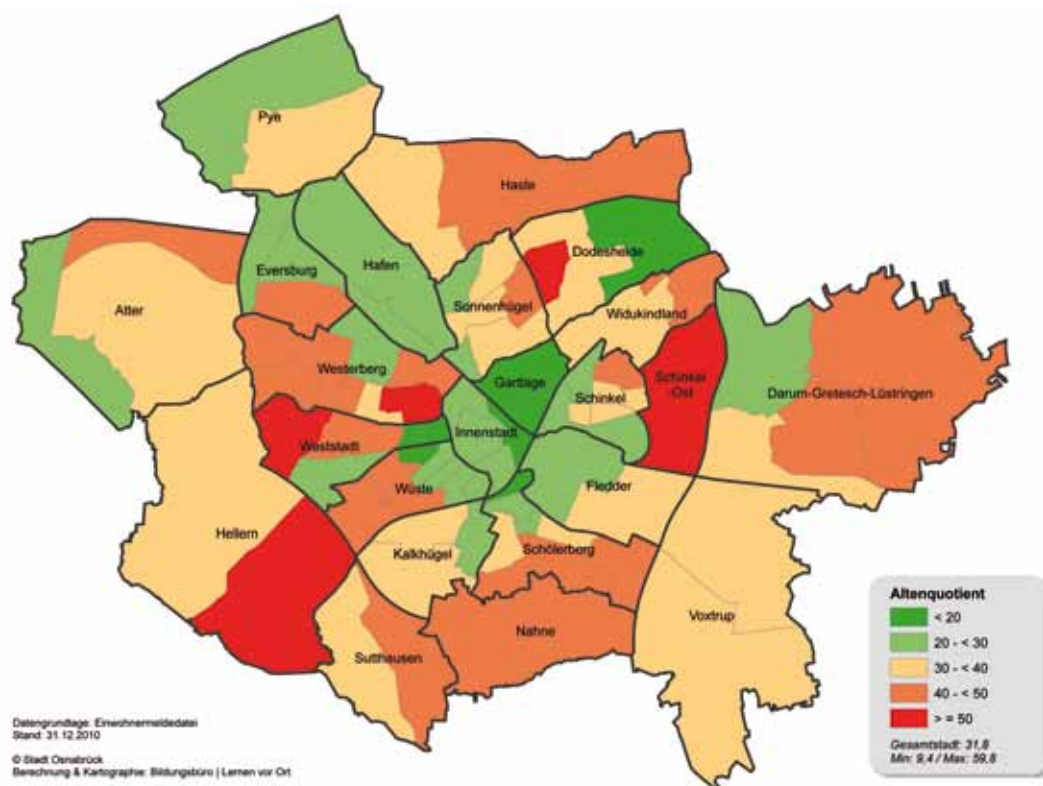 Pye
Haste
Dodesheide
Eversburg
Hafen
Sonnenhügel
Atter
Widukindland
Westerberg
Gartlage
Schinkel
Schinkel
-Ost
Darum-Gretesch-Lüstringen
Innenstadt
Weststadt
Wüste
Fledder
Hellern
Kalkhügel
Schölerberg
Voxtrup
Nahne
Sutthausen
Altenquotient
< 20
20 - < 30
30 - < 40
40 - < 50
> = 50
Gesamtstadt: 31,8
Min: 9,4 / Max: 59,8
Datengrundlage: Einwohnermeldedatei
Stand: 31.12.2010
© Stadt Osnabrück
Berechnung & Kartographie: Bildungsbüro | Lernen vor Ort